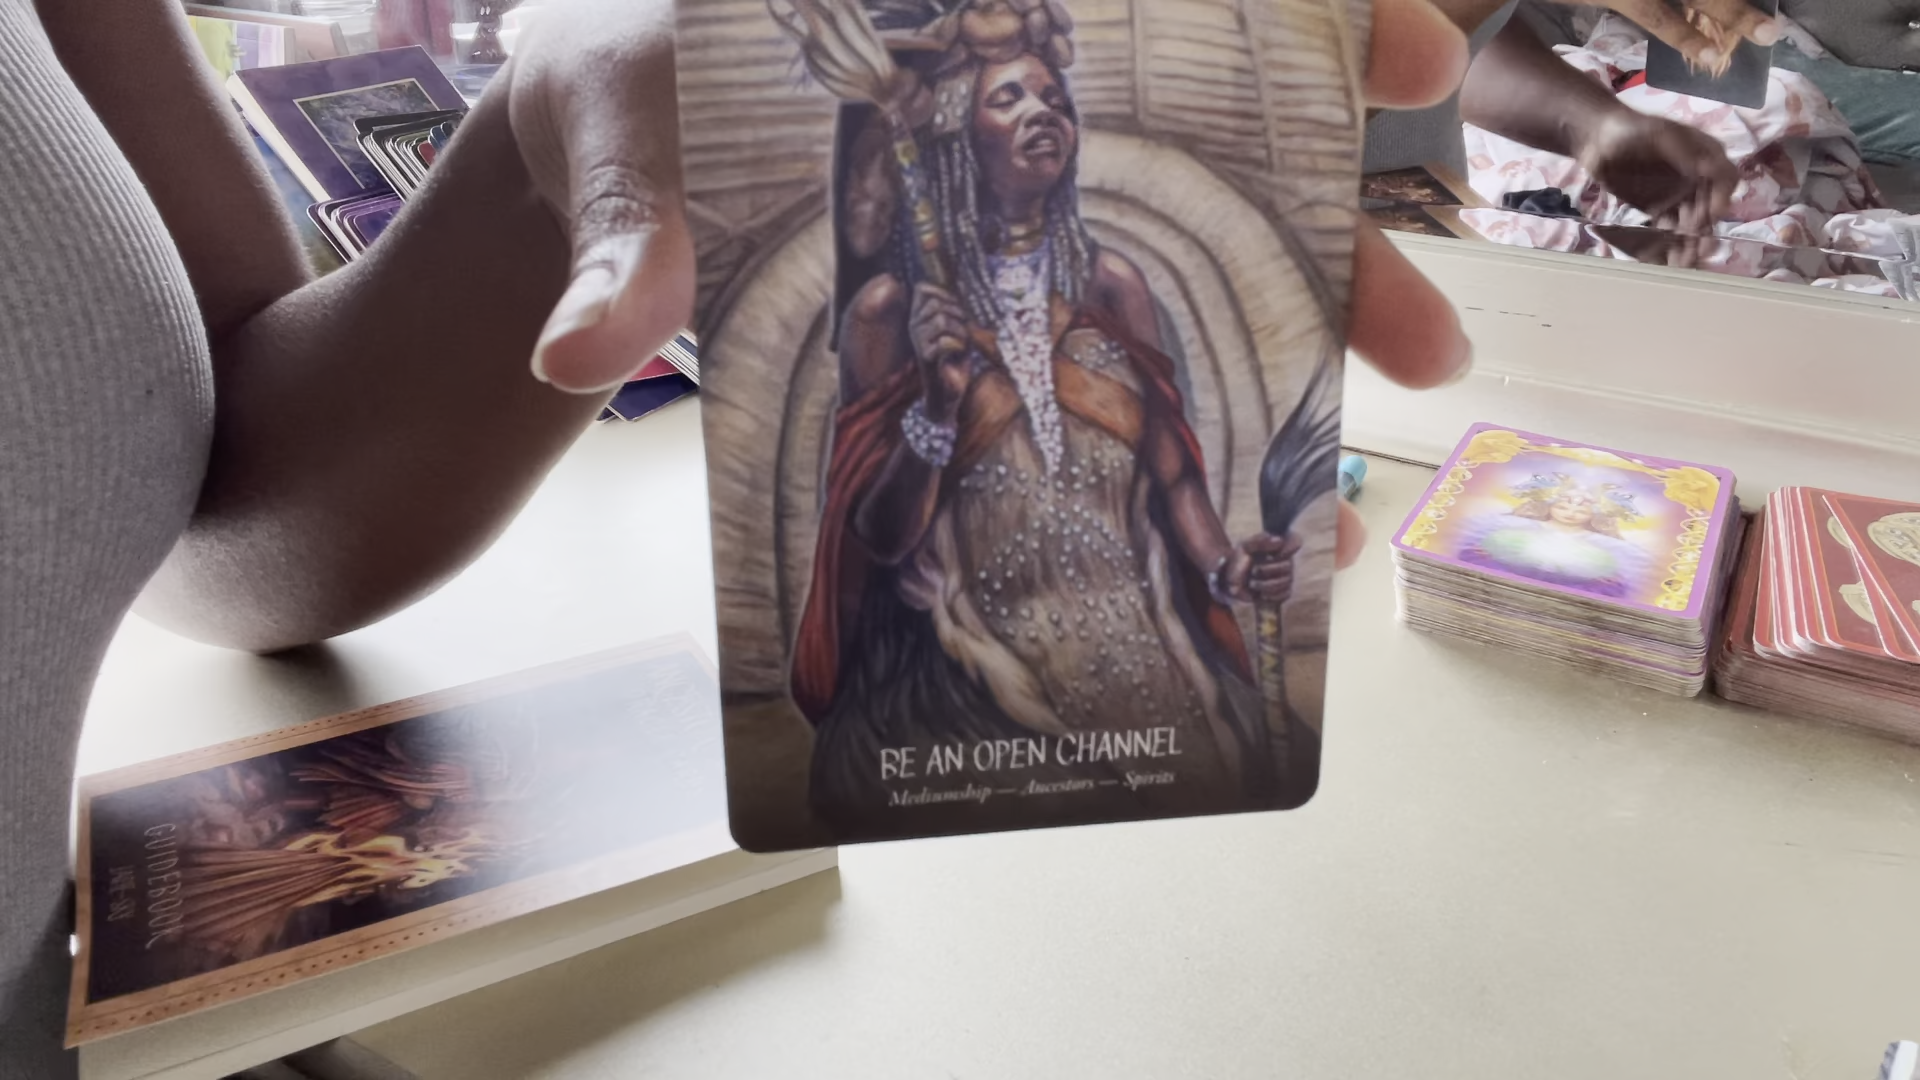 BE AN OPEN CHANNEL
Mediumship — Ancestors — Spirits
GUIDEBOOK